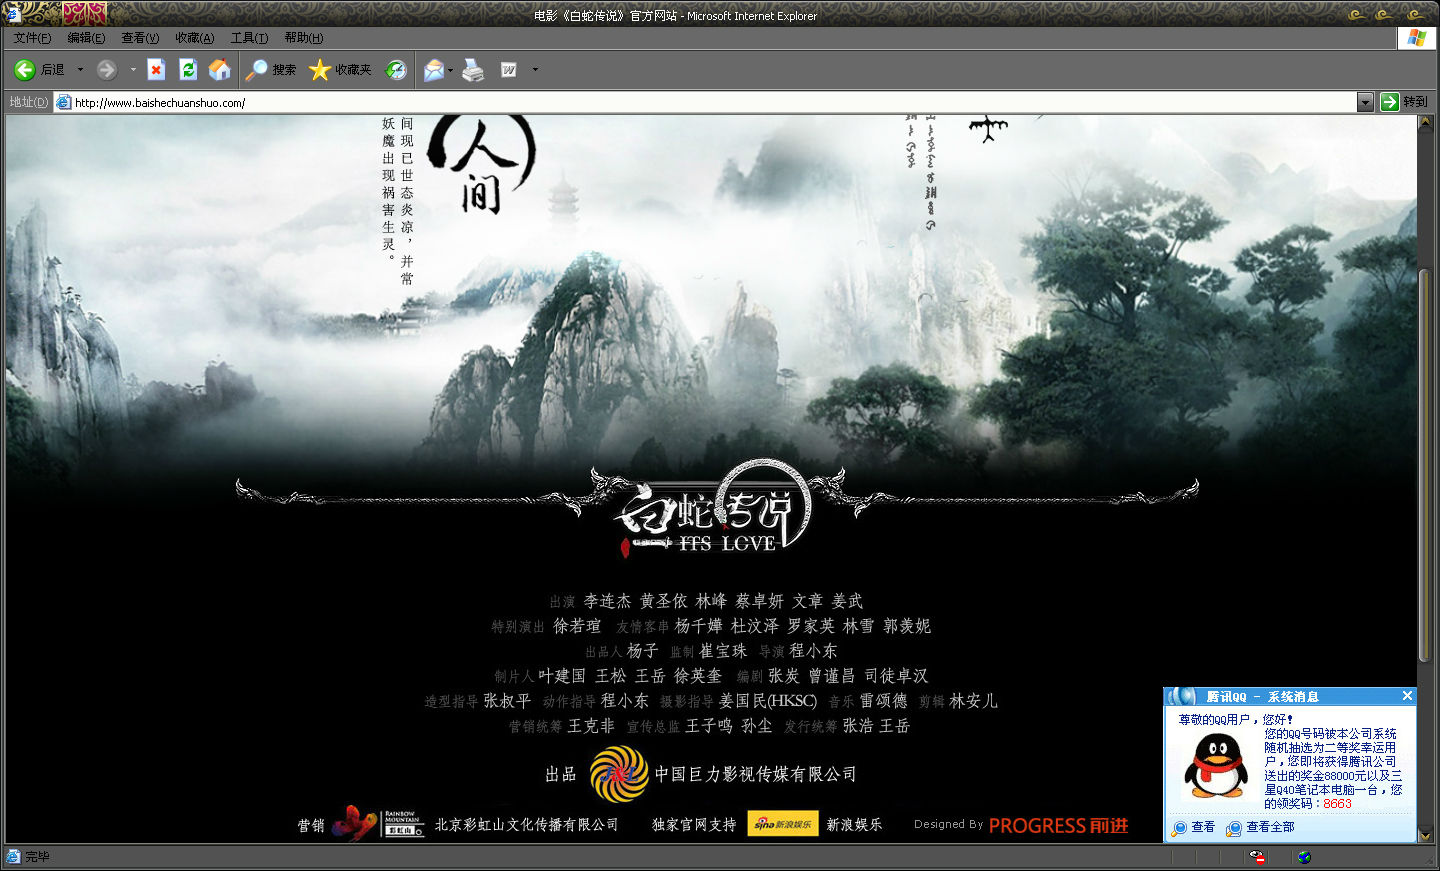 电影《白蛇传说》官方网站 - Microsoft Internet Explorer
文件(F) 编辑(E) 查看(V) 收藏(A) 工具(T) 帮助(H)
后退 搜索 收藏夹
地址(D) http://www.baishechuanshuo.com/ 转到
人间
间现已世态炎凉，并常
妖魔出现祸害生灵。
白蛇传说
ITS LOVE
出演 李连杰 黄圣依 林峰 蔡卓妍 文章 姜武
特别演出 徐若瑄 友情客串 杨千嬅 杜汶泽 罗家英 林雪 郭羡妮
出品人 杨子 监制 崔宝珠 导演 程小东
制片人 叶建国 王松 王岳 徐英奎 编剧 张炭 曾谨昌 司徒卓汉
造型指导 张叔平 动作指导 程小东 摄影指导 姜国民(HKSC) 音乐 雷颂德 剪辑 林安儿
营销统筹 王克非 宣传总监 王子鸣 孙尘 发行统筹 张浩 王岳
出品 J&L 中国巨力影视传媒有限公司
营销 RAINBOW MOUNTAIN 彩虹山 北京彩虹山文化传播有限公司 独家官网支持 sina 新浪娱乐 新浪娱乐 Designed By PROGRESS 前进
腾讯QQ - 系统消息
尊敬的QQ用户，您好！
您的QQ号码被本公司系统
随机抽选为二等奖幸运用
户，您即将获得腾讯公司
送出的奖金88000元以及三
星Q40笔记本电脑一台，您
的领奖码：8663
查看 查看全部
完毕